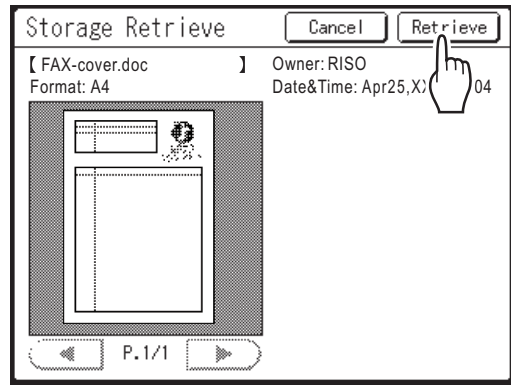 Storage Retrieve
Cancel
Retrieve
【 FAX-cover.doc 】
Format: A4
Owner: RISO
Date&Time: Apr25, 04
P.1/1